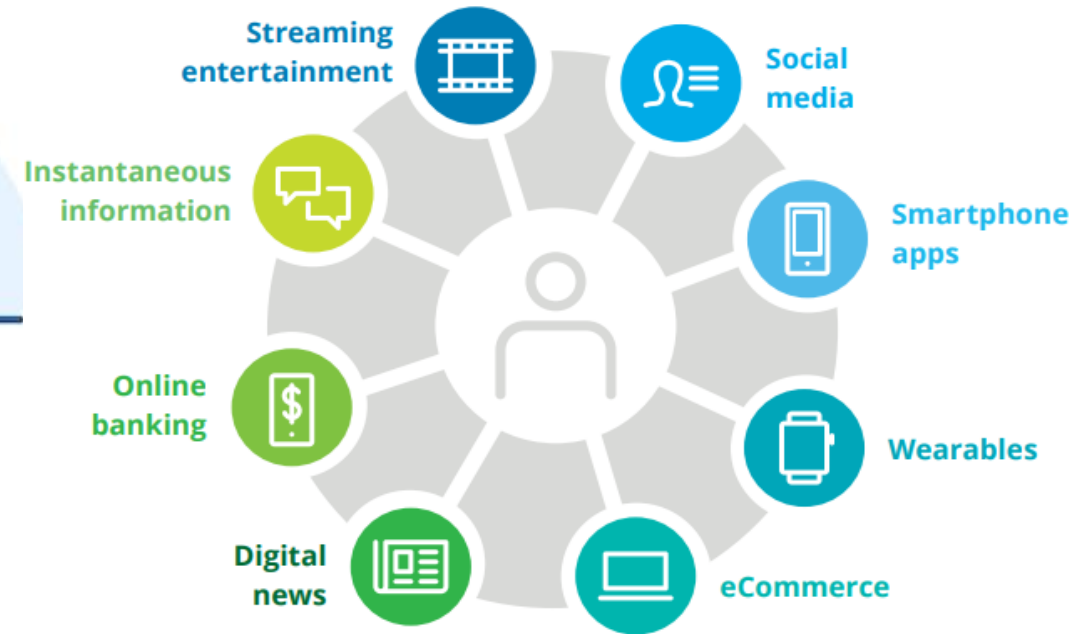 Streaming
entertainment
Social
media
Instantaneous
information
Smartphone
apps
Online
banking
Wearables
Digital
news
eCommerce
$